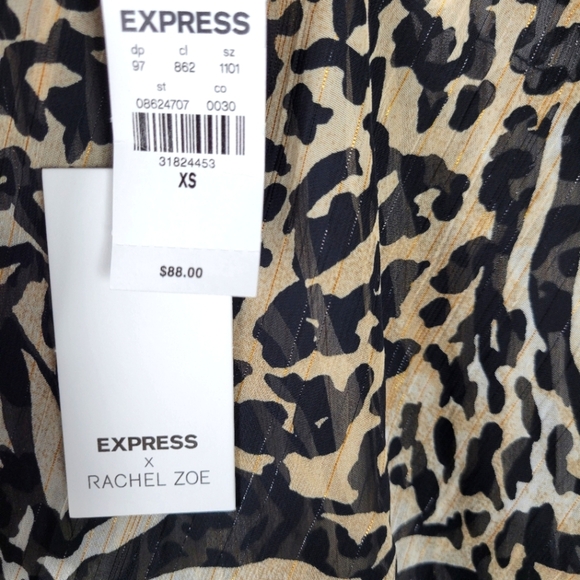 EXPRESS
dp cl sz
97 862 1101
st co
08624707 0030
31824453
XS
$88.00
EXPRESS
X
RACHEL ZOE